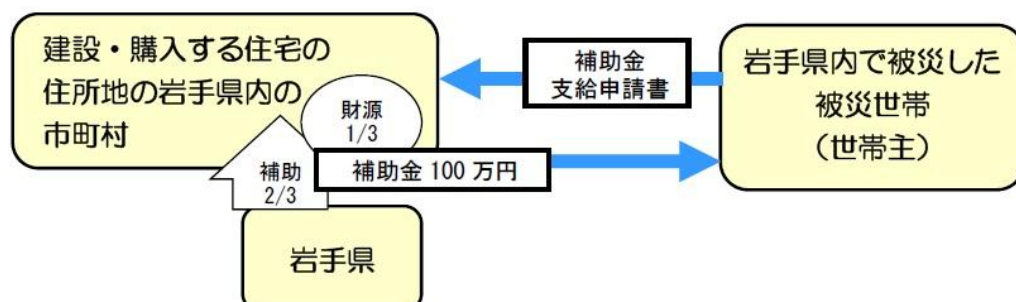 建設・購入する住宅の
住所地の岩手県内の
市町村
財源
1/3
補助
2/3
補助金
支給申請書
補助金 100 万円
岩手県内で被災した
被災世帯
（世帯主）
岩手県